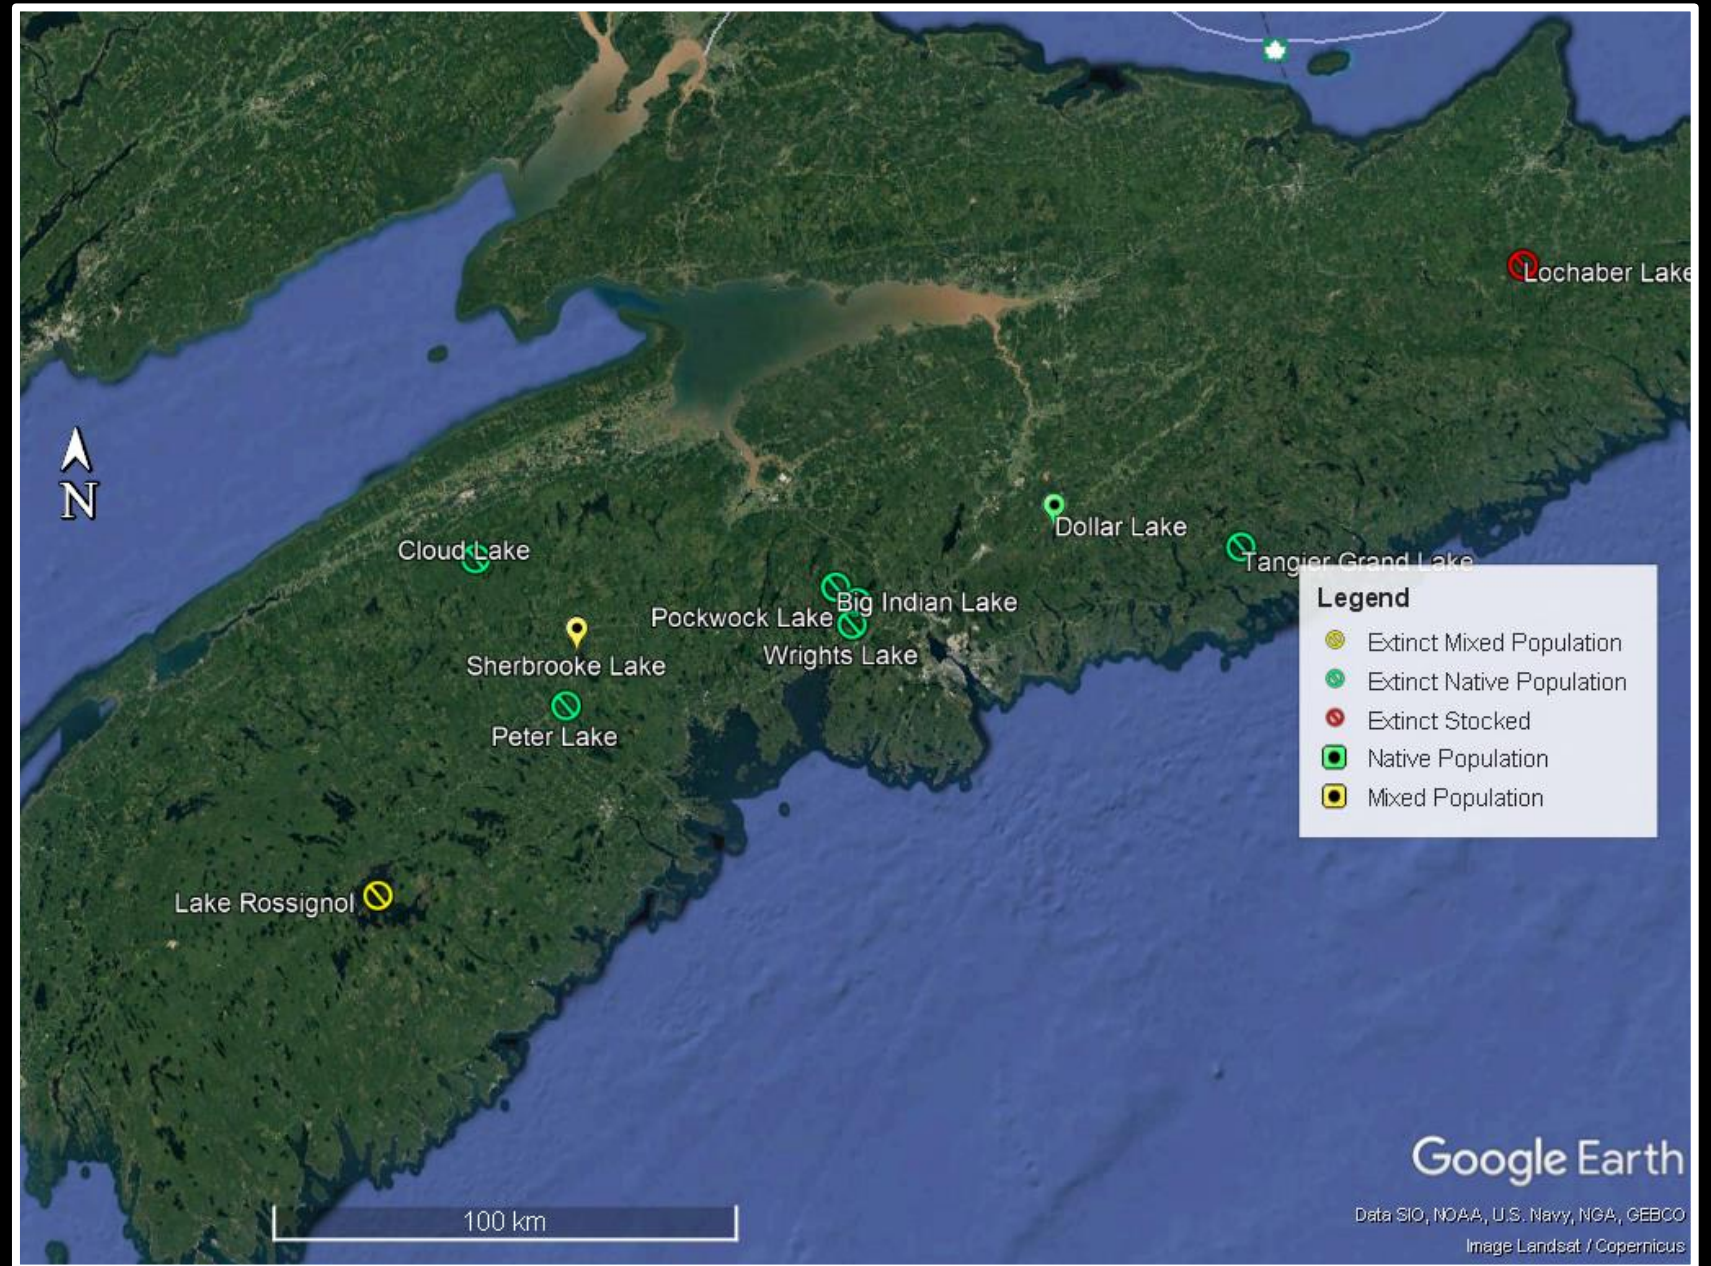 Lochaber Lake
N
Dollar Lake
Cloud Lake
Tangier Grand Lake
Big Indian Lake
Pockwock Lake
Wrights Lake
Sherbrooke Lake
Peter Lake
Lake Rossignol
Legend
Extinct Mixed Population
Extinct Native Population
Extinct Stocked
Native Population
Mixed Population
100 km
Google Earth
Data SIO, NOAA, U.S. Navy, NGA, GEBCO
Image Landsat / Copernicus